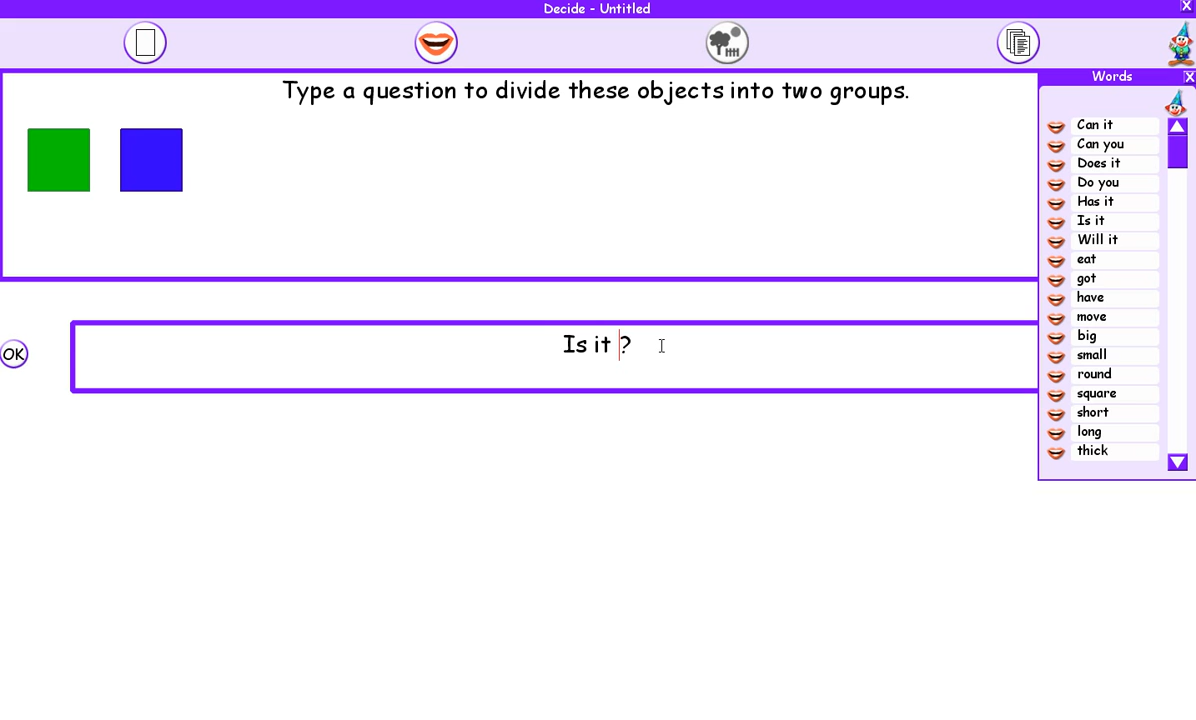 Decide - Untitled
X
Type a question to divide these objects into two groups.
Words
X
Can it
Can you
Does it
Do you
Has it
Is it
Will it
eat
got
have
move
big
small
round
square
short
long
thick
OK
Is it ?